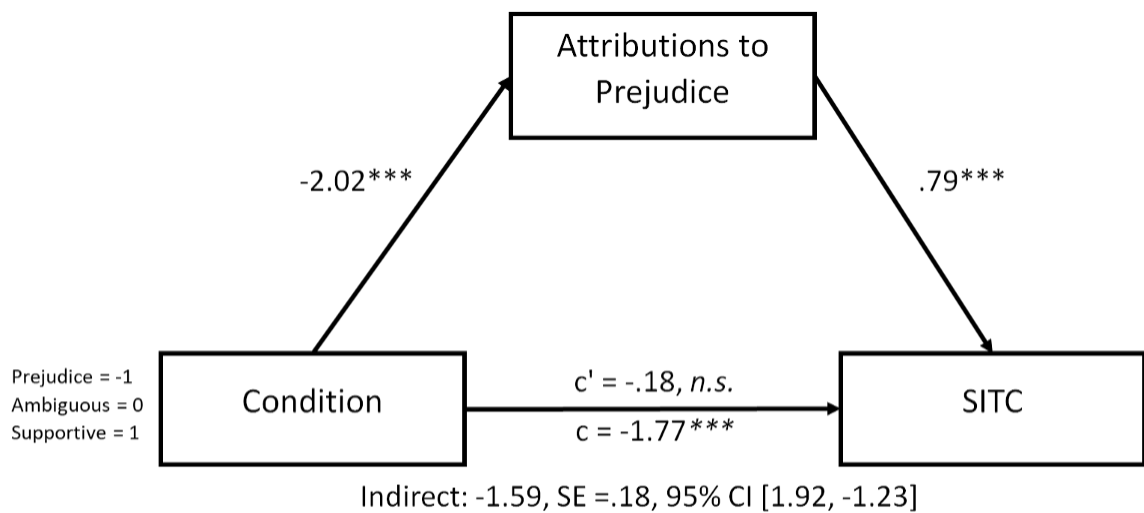 Attributions to
Prejudice
-2.02***
.79***
Prejudice = -1
Ambiguous = 0
Supportive = 1
Condition
c' = -.18, n.s.
c = -1.77***
SITC
Indirect: -1.59, SE =.18, 95% CI [1.92, -1.23]